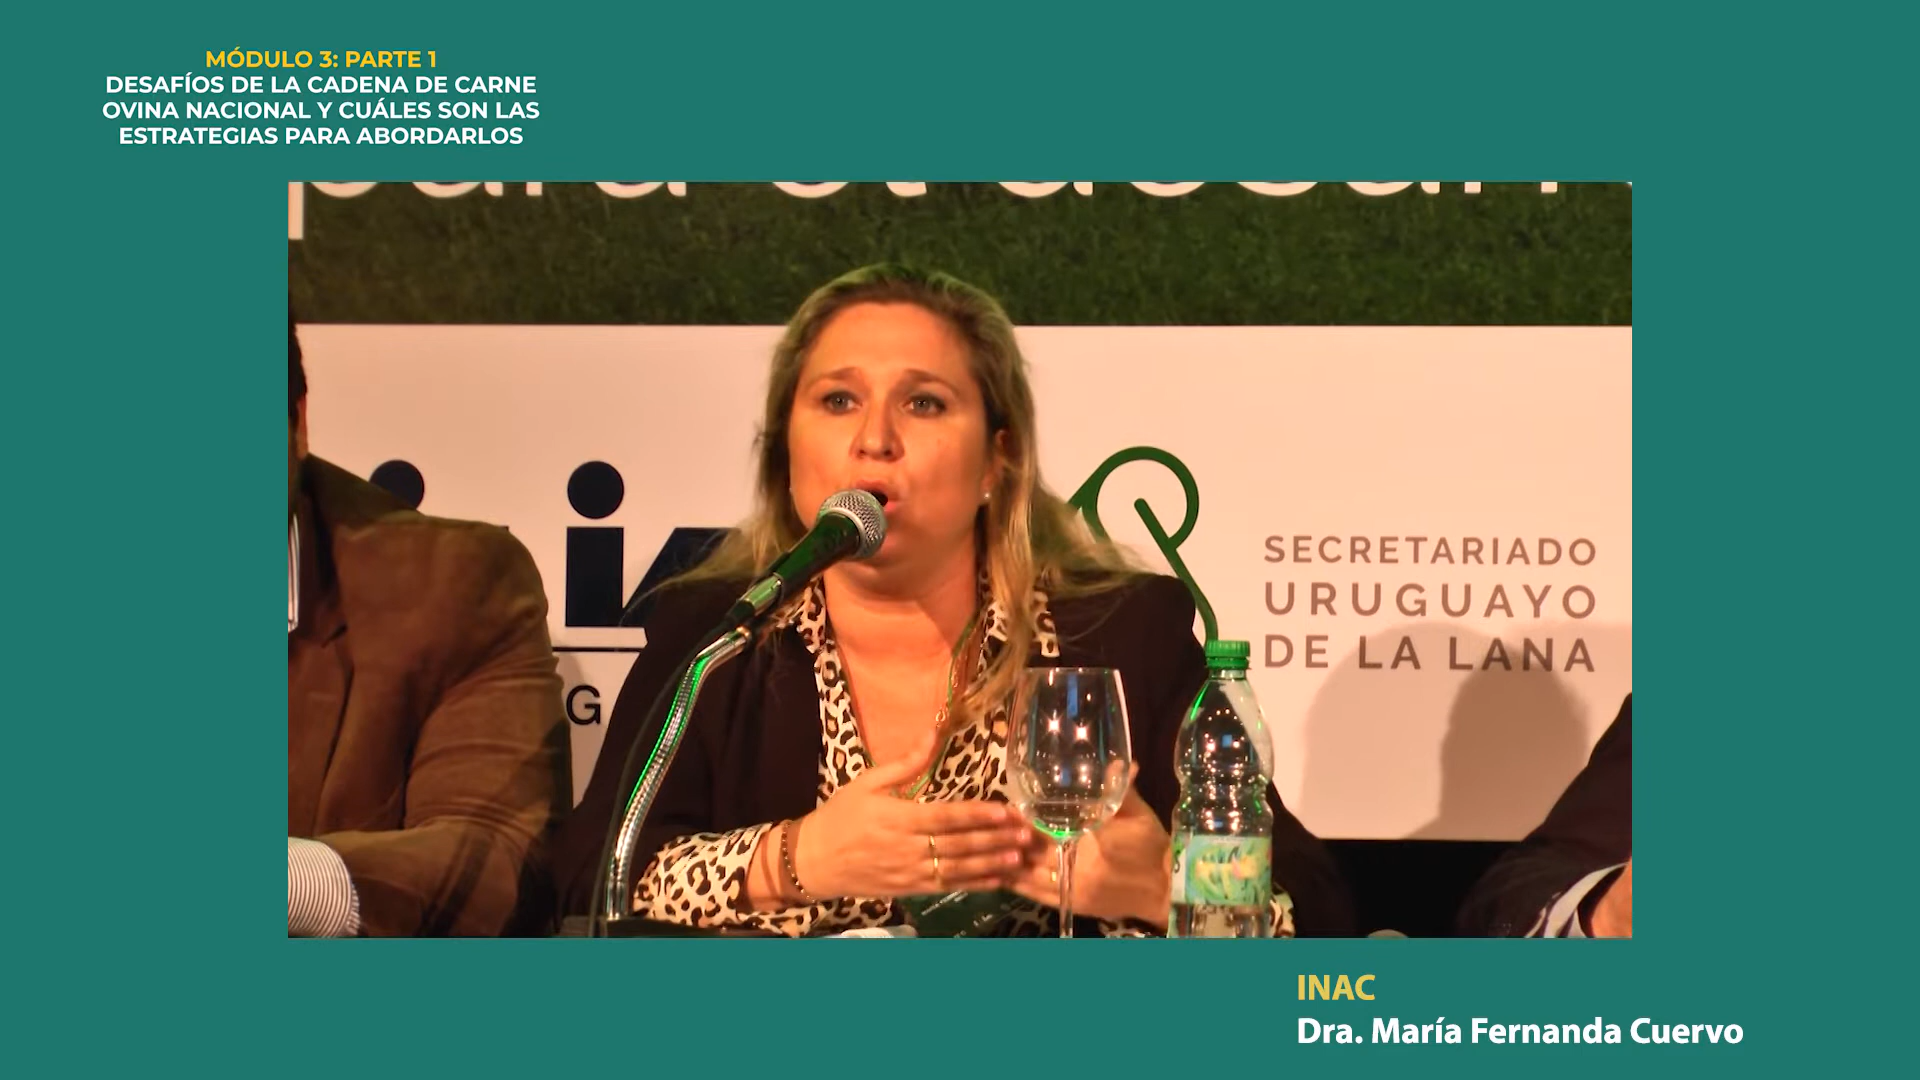 MÓDULO 3: PARTE 1
DESAFÍOS DE LA CADENA DE CARNE
OVINA NACIONAL Y CUÁLES SON LAS
ESTRATEGIAS PARA ABORDARLOS
SECRETARIADO
URUGUAYO
DE LA LANA
INAC
Dra. María Fernanda Cuervo